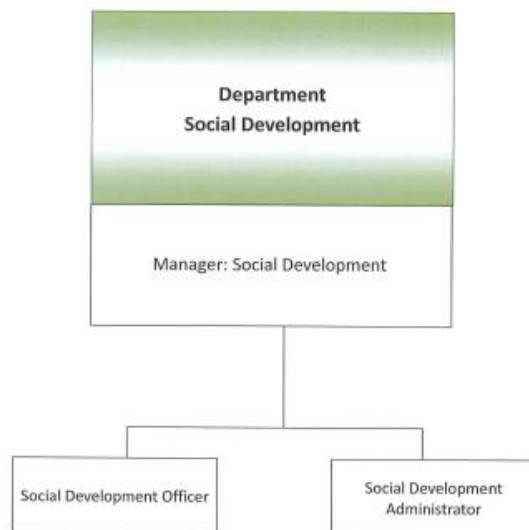 Department
Social Development
Manager: Social Development
Social Development Officer
Social Development
Administrator